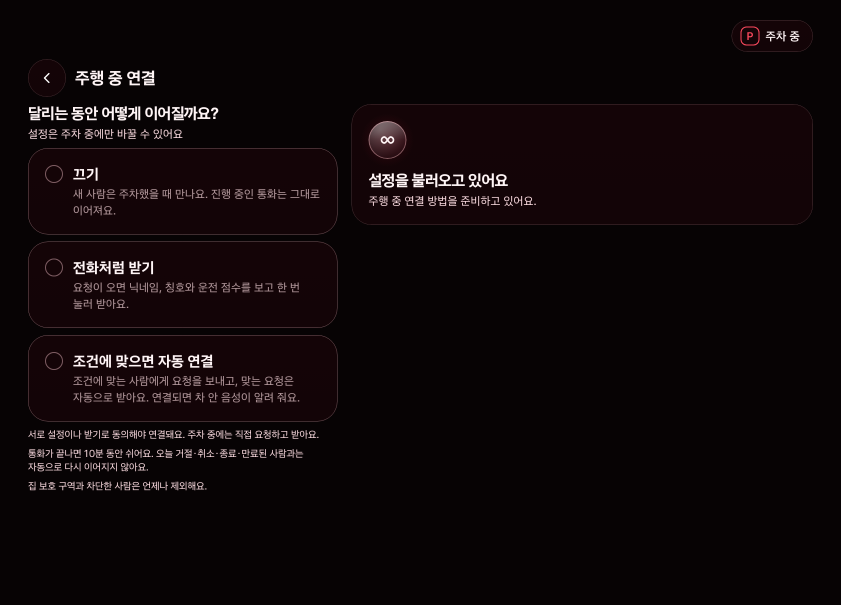 P 주차 중
주행 중 연결
달리는 동안 어떻게 이어질까요?
설정은 주차 중에만 바꿀 수 있어요
끄기
새 사람은 주차했을 때 만나요. 진행 중인 통화는 그대로
이어져요.
전화처럼 받기
요청이 오면 닉네임, 칭호와 운전 점수를 보고 한 번
눌러 받아요.
조건에 맞으면 자동 연결
조건에 맞는 사람에게 요청을 보내고, 맞는 요청은
자동으로 받아요. 연결되면 차 안 음성이 알려 줘요.
서로 설정이나 받기로 동의해야 연결돼요. 주차 중에는 직접 요청하고 받아요.
통화가 끝나면 10분 동안 쉬어요. 오늘 거절·취소·종료·만료된 사람과는
자동으로 다시 이어지지 않아요.
집 보호 구역과 차단한 사람은 언제나 제외해요.
∞
설정을 불러오고 있어요
주행 중 연결 방법을 준비하고 있어요.